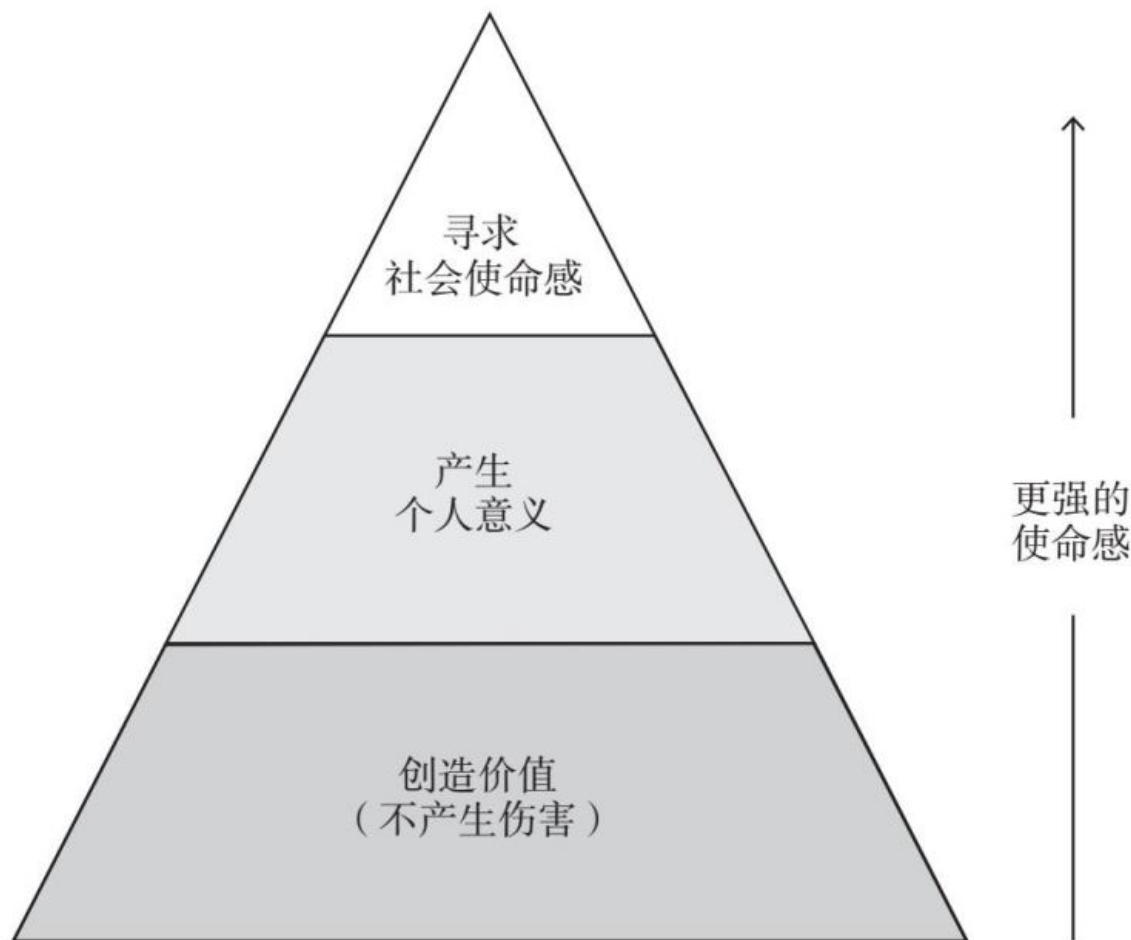 寻求
社会使命感
产生
个人意义
更强的
使命感
创造价值
（不产生伤害）